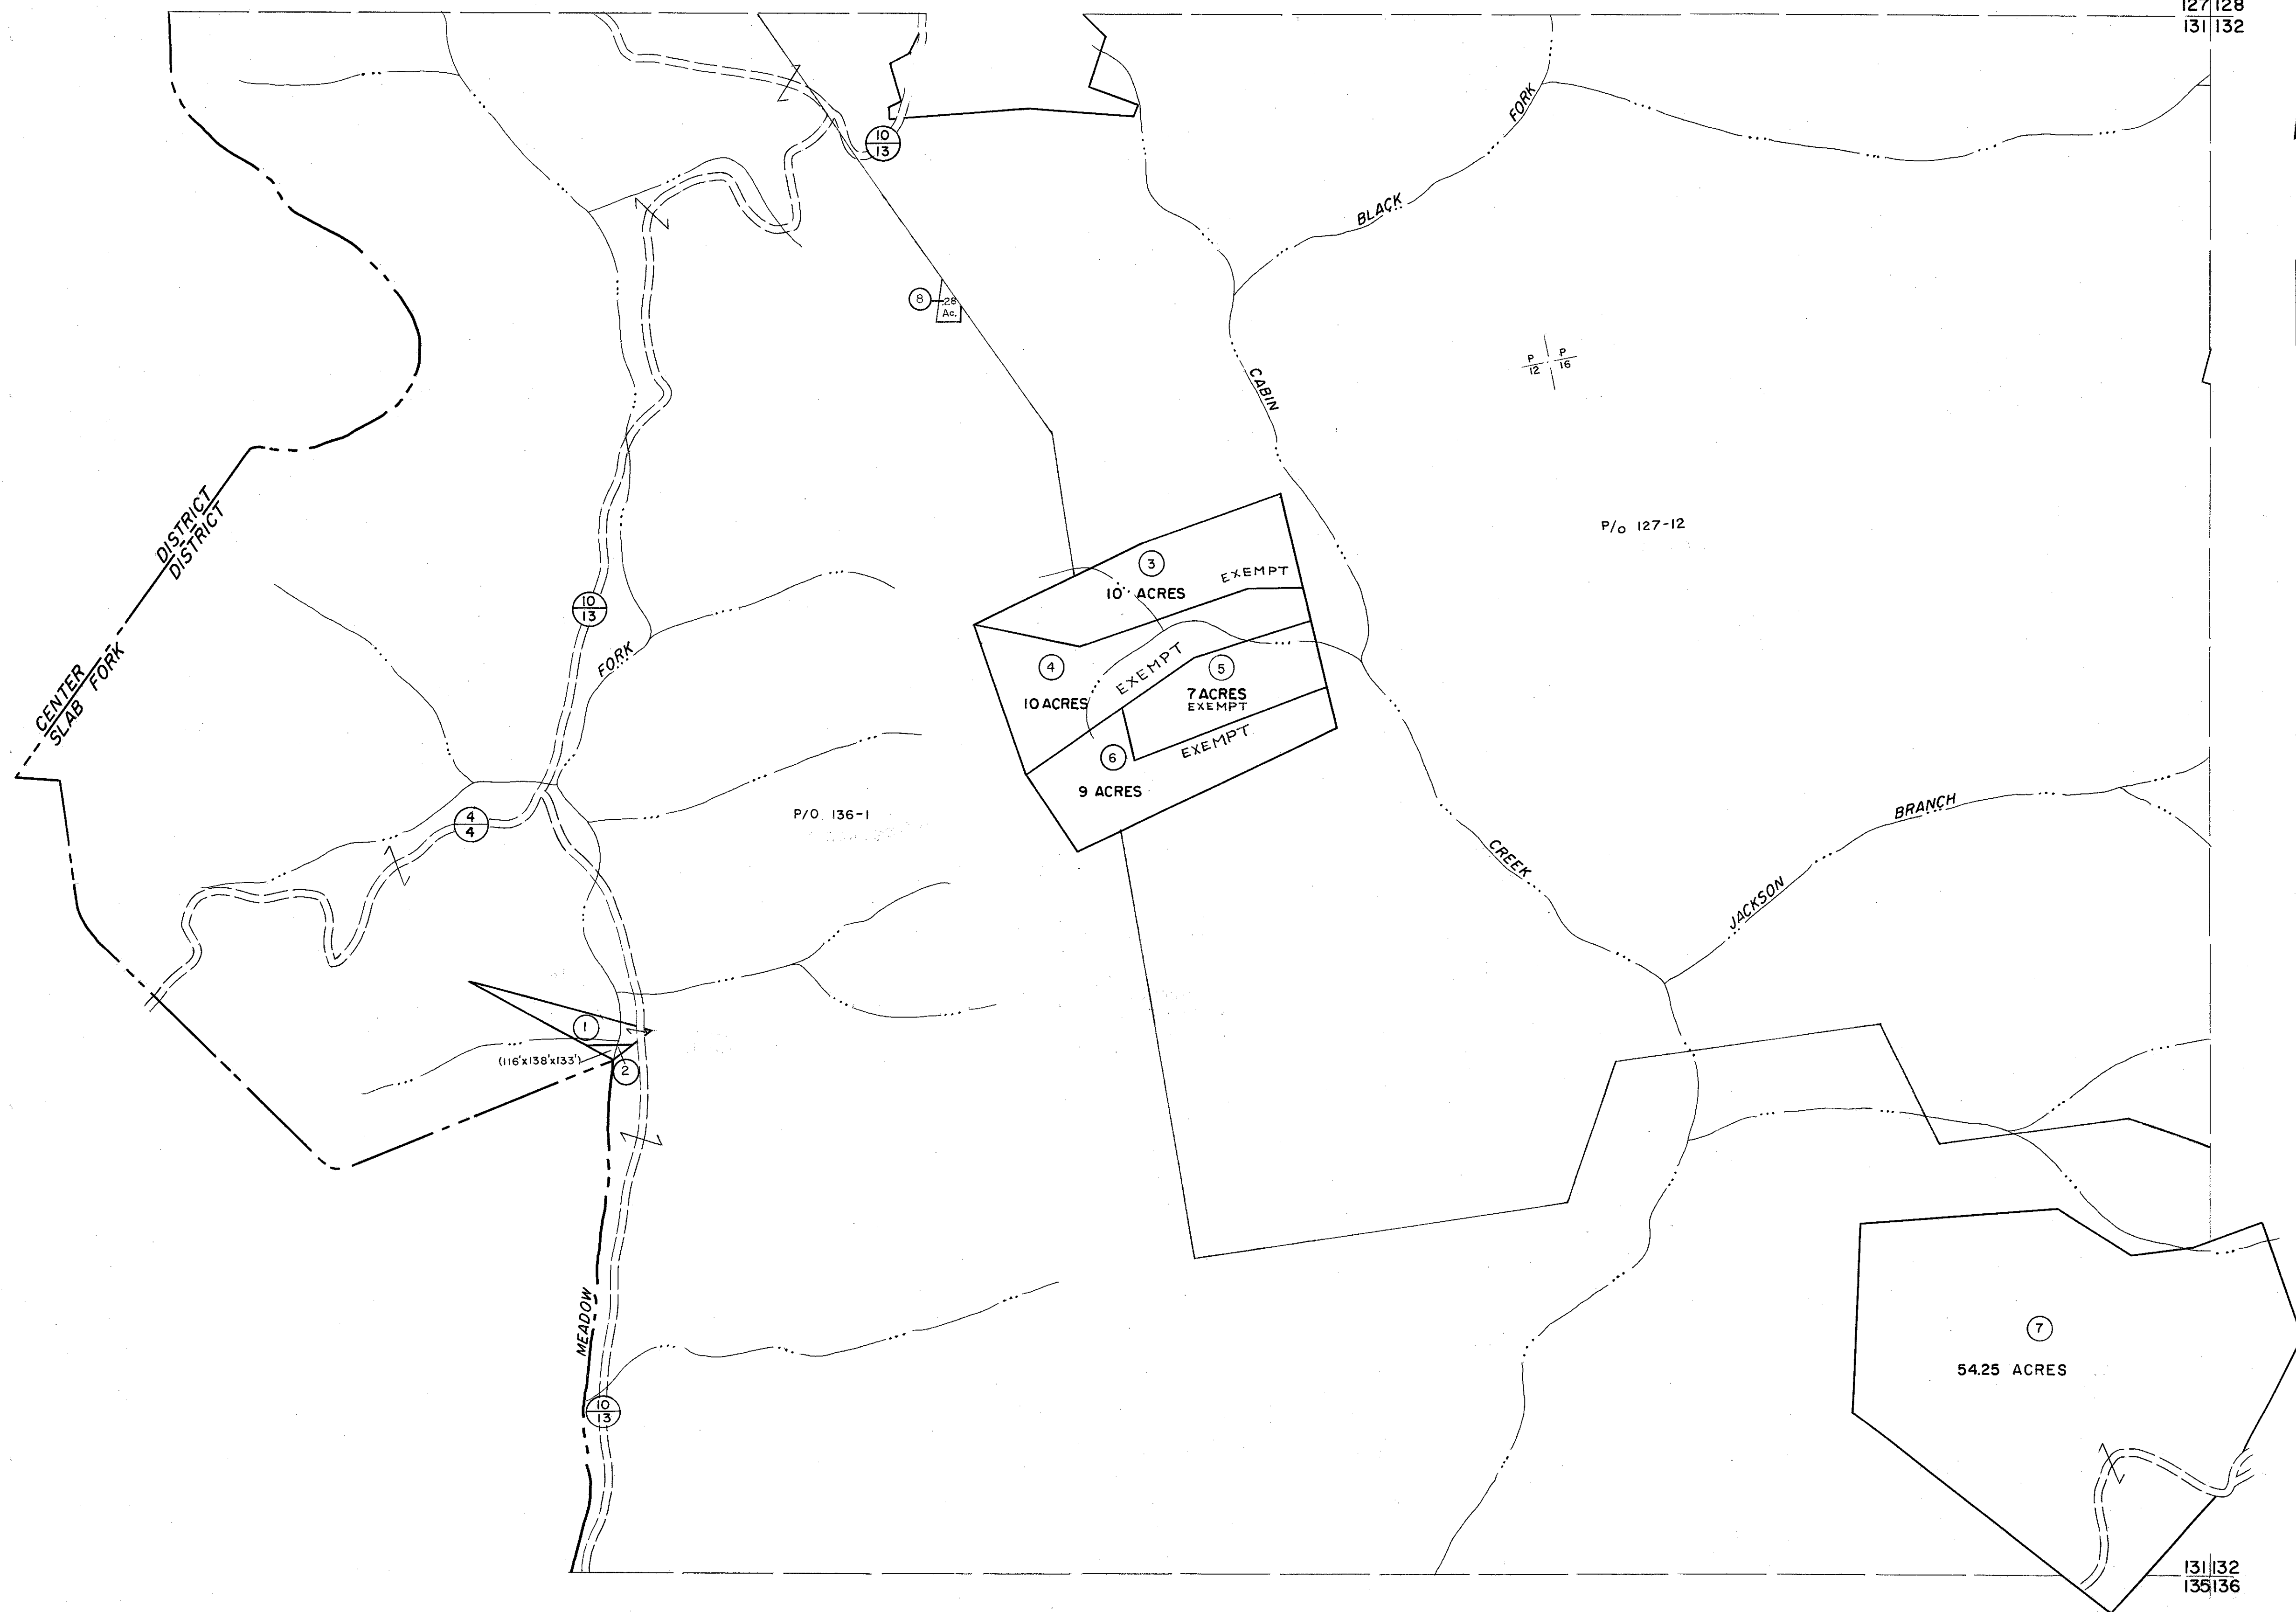 127 128
131 132
10
13
FORK
BLACK
8
.28
Ac.
P P
12 16
CABIN
DISTRICT
DISTRICT
P/o 127-12
3
10 ACRES
EXEMPT
10
13
FORK
4
10 ACRES
EXEMPT
5
7 ACRES
EXEMPT
EXEMPT
6
9 ACRES
CENTER
SLAB FORK
P/O 136-1
4
4
BRANCH
CREEK
JACKSON
1
(116'x138'x133')
2
MEADOW
7
54.25 ACRES
10
13
131 132
135 136